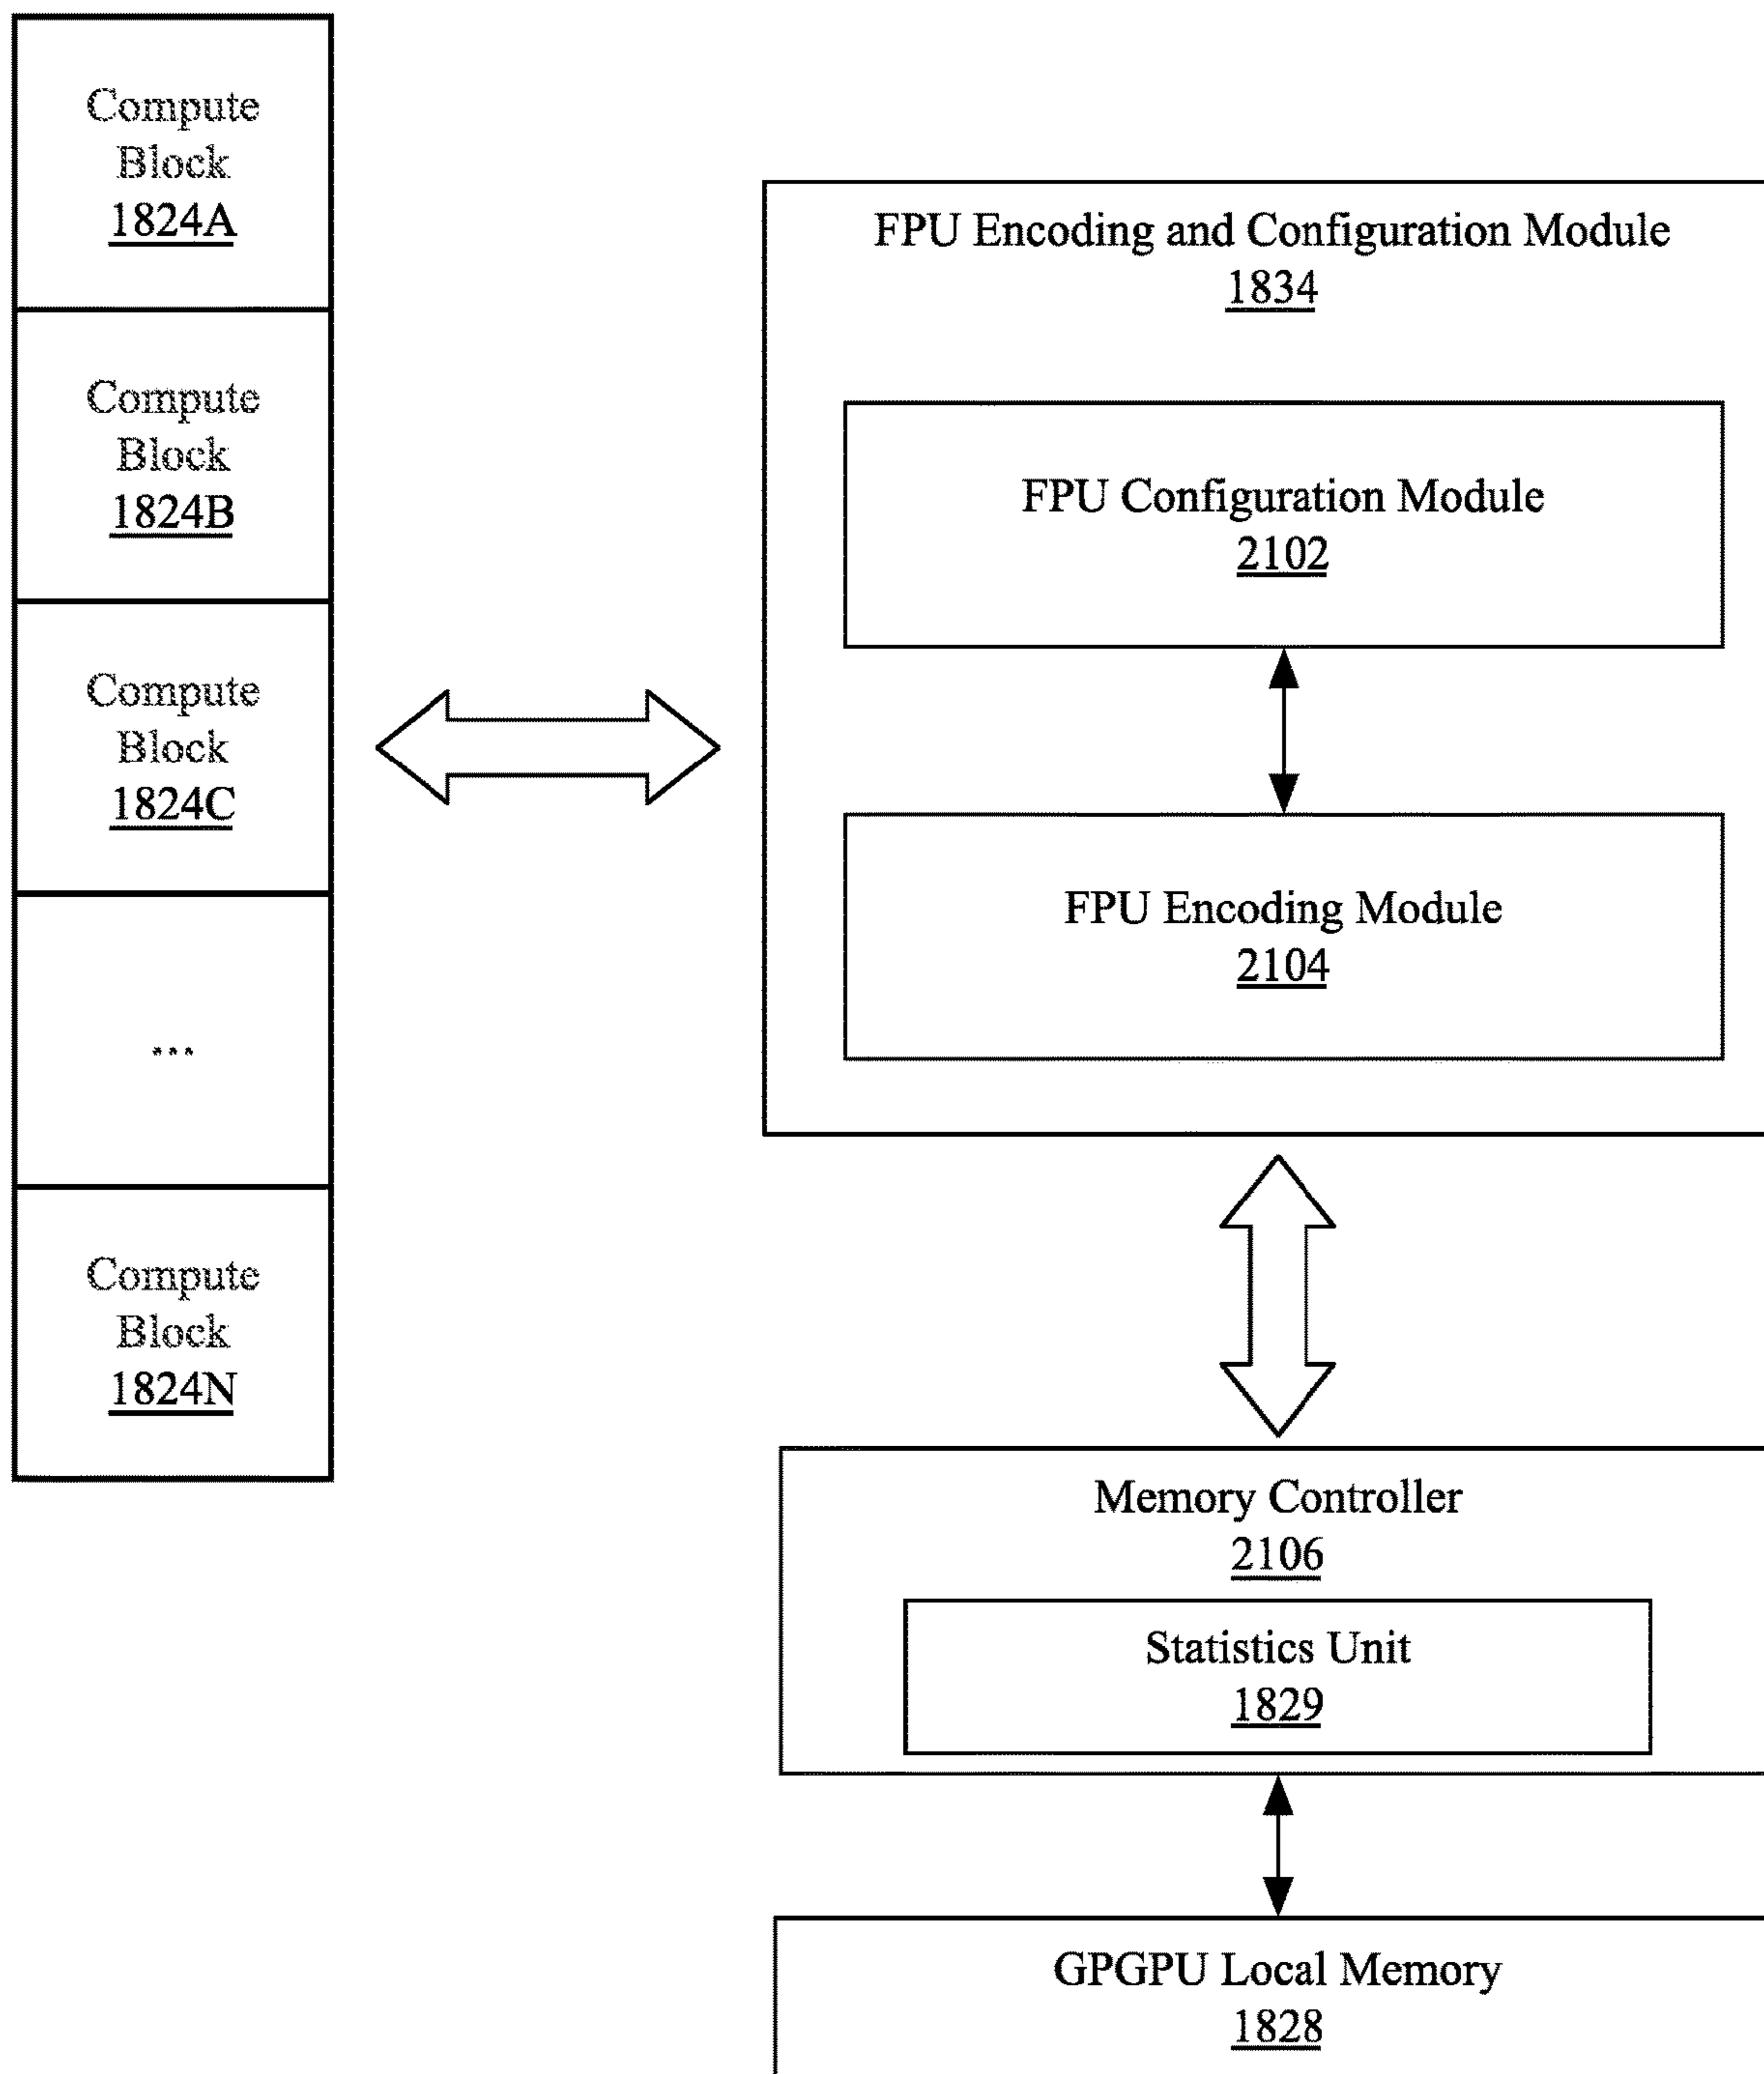 Compute
Block
1824A
Compute
Block
1824B
Compute
Block
1824C
...
Compute
Block
1824N
FPU Encoding and Configuration Module
1834
FPU Configuration Module
2102
FPU Encoding Module
2104
Memory Controller
2106
Statistics Unit
1829
GPGPU Local Memory
1828